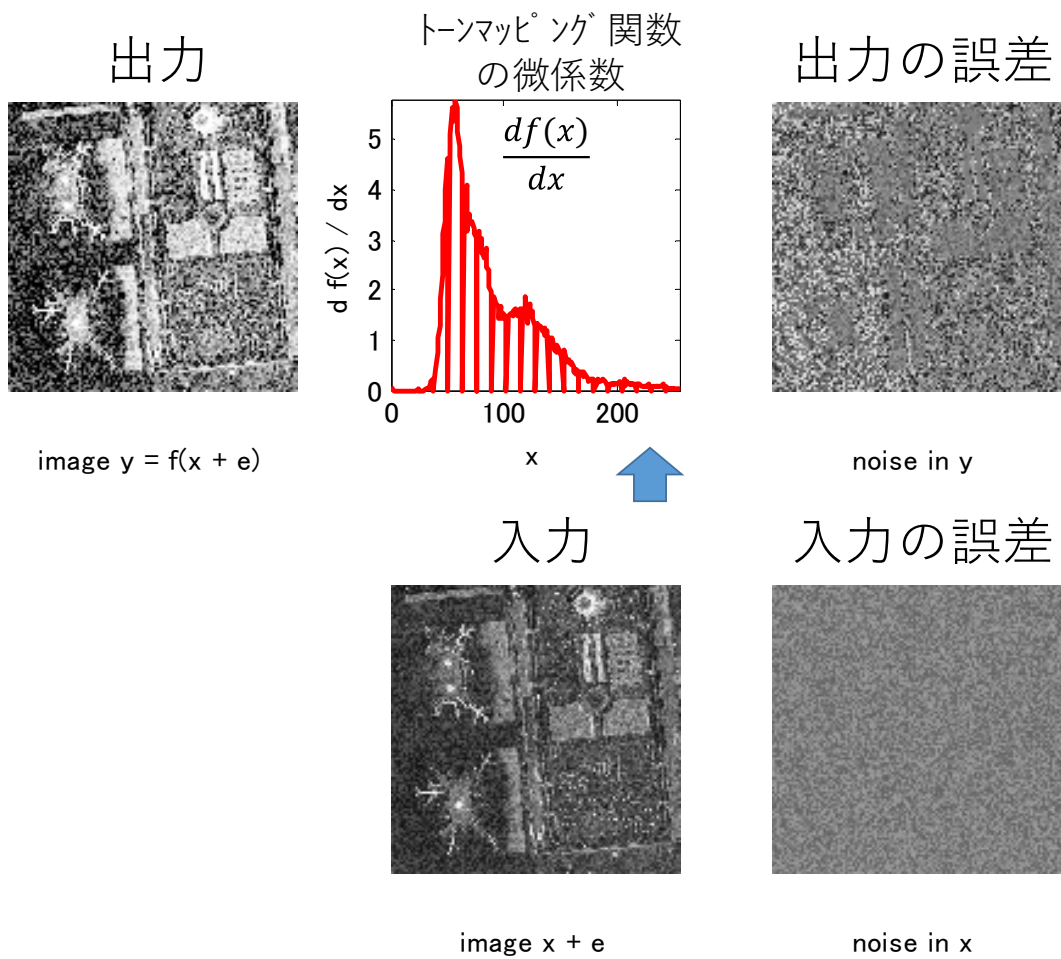 出力
ﾄｰﾝﾏｯﾋﾟﾝｸﾞ関数
の微係数
出力の誤差
5
4
3
2
1
0
d f(x) / dx
df(x)
dx
0
100
200
x
image y = f(x + e)
noise in y
入力
入力の誤差
image x + e
noise in x